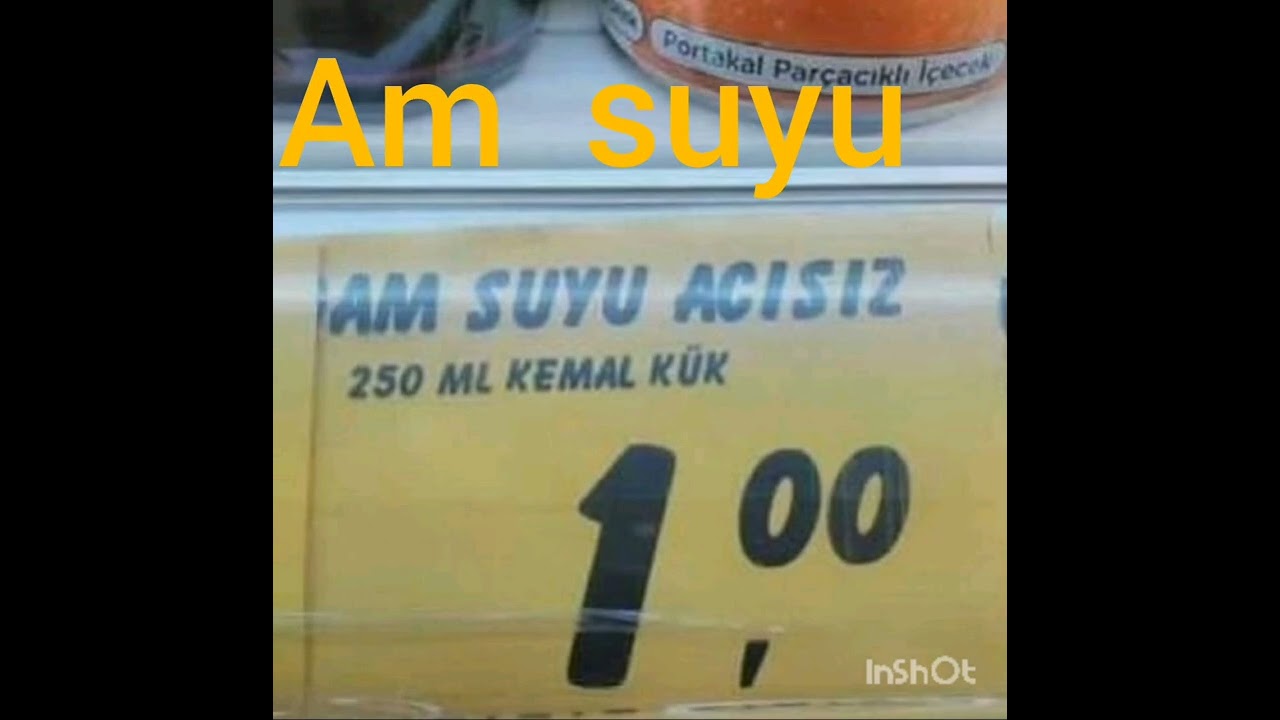 Portakal Parçacıklı İçecek
Am suyu
AM SUYU ACISIZ
250 ML KEMAL KÜK
1,00
InShOt